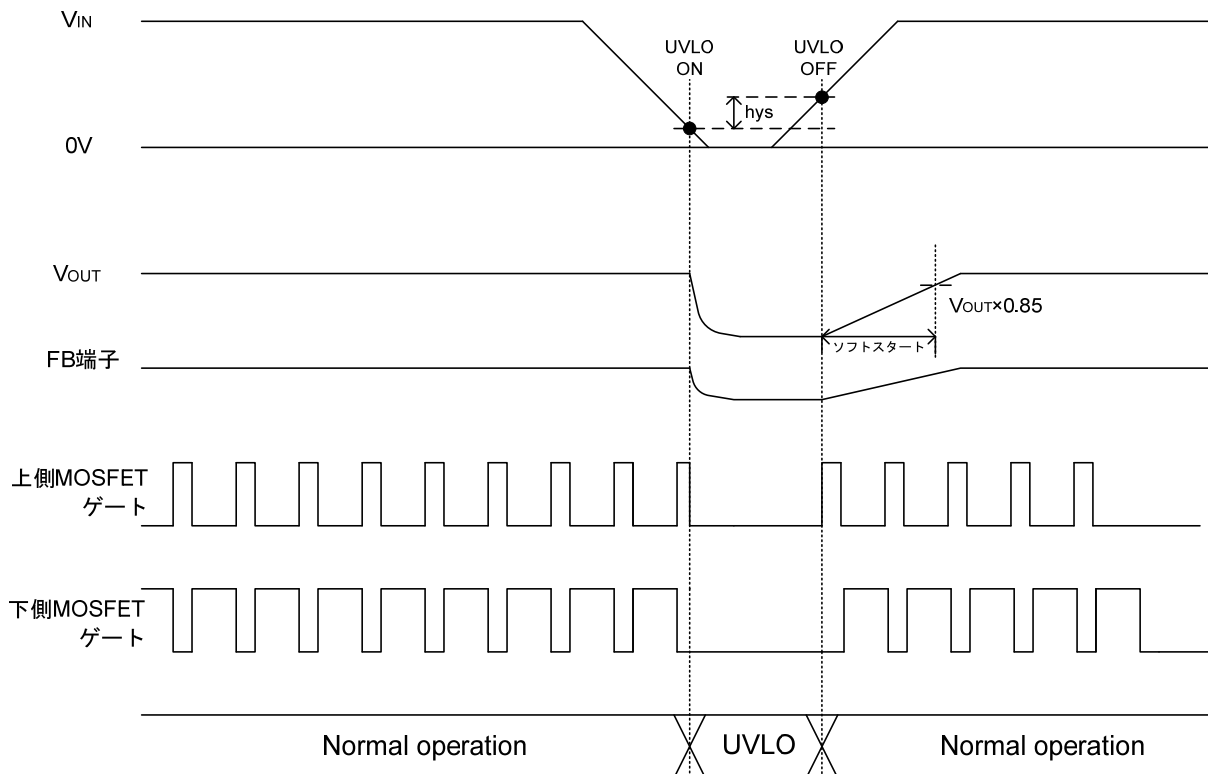 VIN
UVLO
ON
UVLO
OFF
hys
0V
VOUT
VOUT×0.85
ソフトスタート
FB端子
上側MOSFET
ゲート
下側MOSFET
ゲート
Normal operation
UVLO
Normal operation